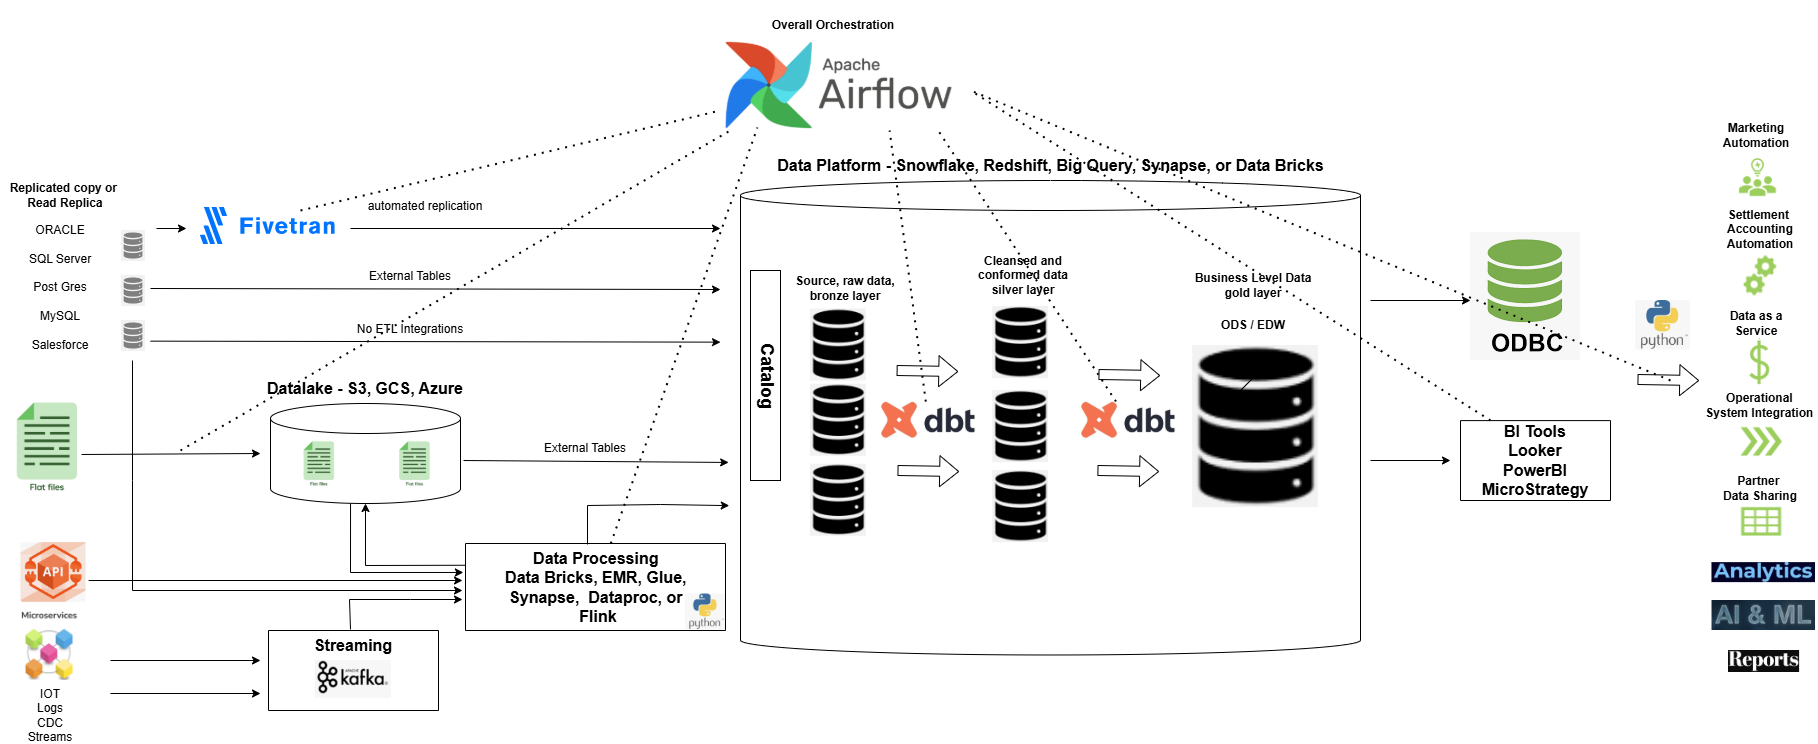 Overall Orchestration
Apache
Airflow
Data Platform - Snowflake, Redshift, Big Query, Synapse, or Data Bricks
Replicated copy or
Read Replica
ORACLE
SQL Server
Post Gres
MySQL
Salesforce
Fivetran
automated replication
External Tables
No ETL Integrations
Datalake - S3, GCS, Azure
Flat files
Flat files
Flat files
External Tables
API
Microservices
IOT
Logs
CDC
Streams
Streaming
APACHE
kafka
Data Processing
Data Bricks, EMR, Glue,
Synapse, Dataproc, or
Flink
python
Catalog
Source, raw data,
bronze layer
dbt
Cleansed and
conformed data
silver layer
dbt
Business Level Data
gold layer
ODS / EDW
ODBC
BI Tools
Looker
PowerBI
MicroStrategy
python
Marketing
Automation
Settlement
Accounting
Automation
Data as a
Service
$
Operational
System Integration
Partner
Data Sharing
Analytics
AI & ML
Reports